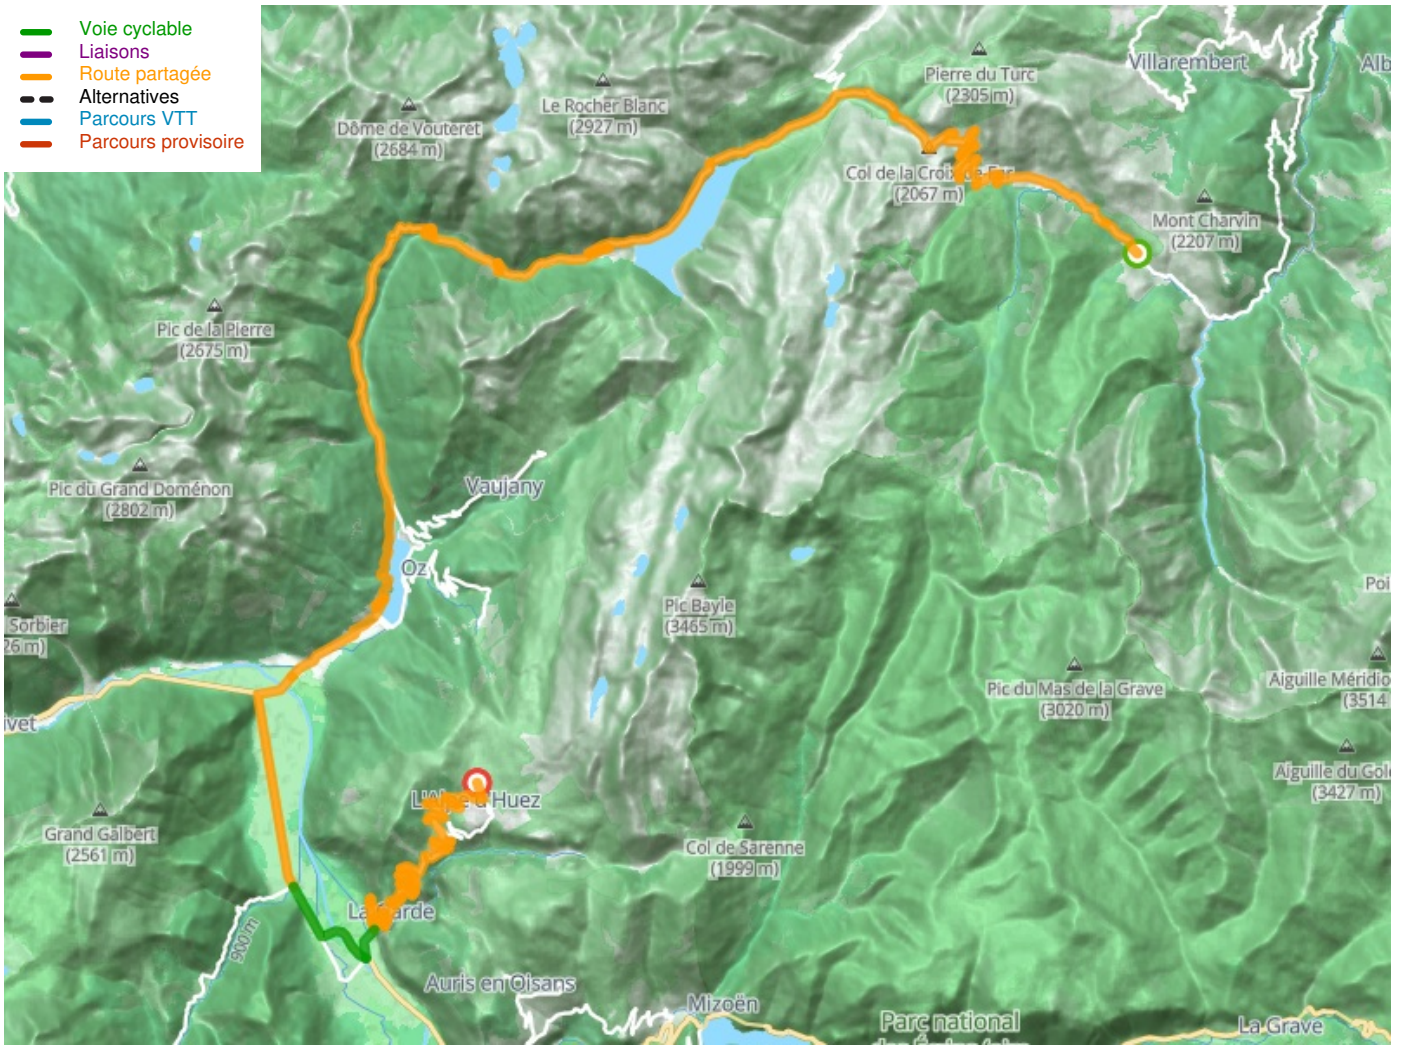 Voie cyclable
Liaisons
Route partagée
Alternatives
Parcours VTT
Parcours provisoire
Villarembert
Alb
Pierre du Turc
(2305 m)
Le Rocher Blanc
(2927 m)
Dôme de Vouteret
(2684 m)
Col de la Croix de Fer
(2067 m)
Mont Charvin
(2207 m)
Pic de la Pierre
(2675 m)
Pic du Grand Doménon
(2802 m)
Vaujany
Oz
Poi
Pic Bayle
(3465 m)
Sorbier
26 m)
Pic du Mas de la Grave
(3020 m)
Aiguille Méridio
(3514
ivet
Aiguille du Gol
(3427 m)
L'Alpe d'Huez
Grand Galbert
(2561 m)
Col de Sarenne
(1999 m)
La Garde
900 m
Auris en Oisans
Mizoën
Parc national
La Grave